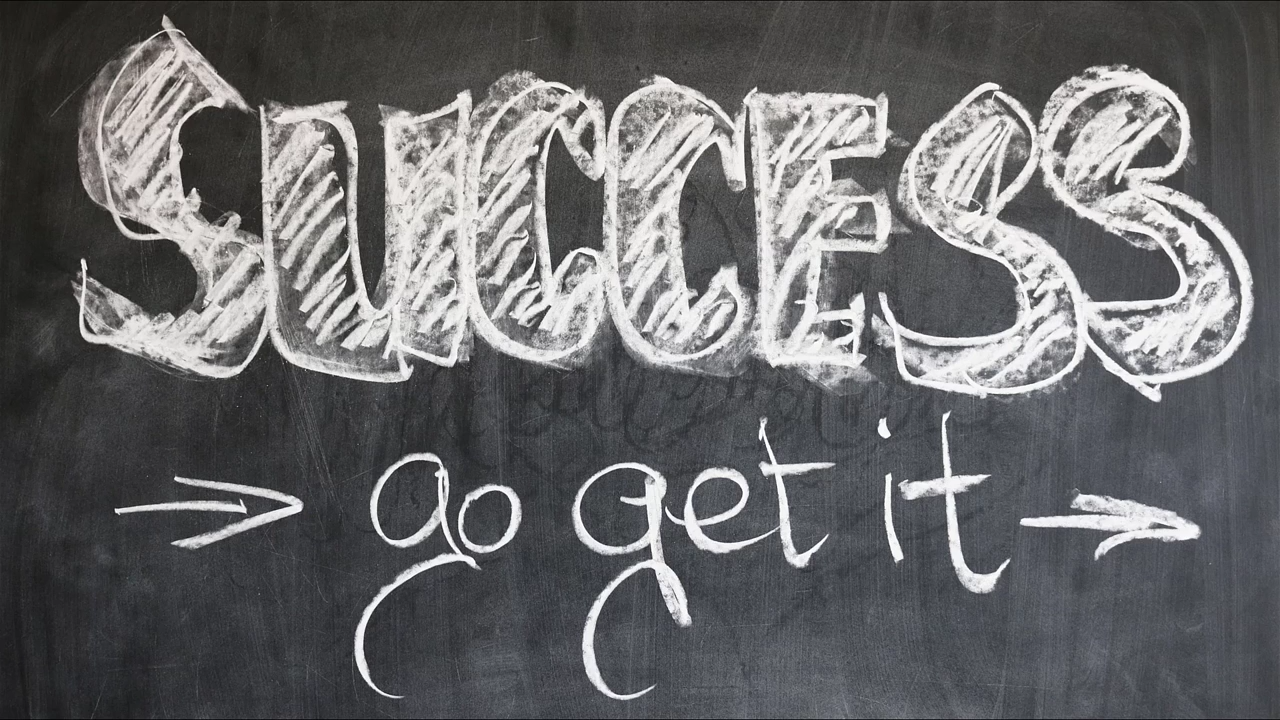 SUCCESS
→ go get it →